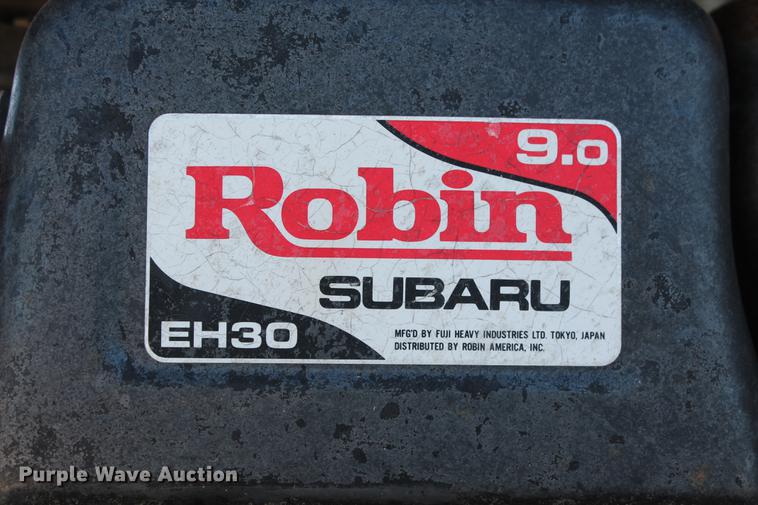 9.0
Robin
SUBARU
EH30
MFG'D BY FUJI HEAVY INDUSTRIES LTD. TOKYO, JAPAN
DISTRIBUTED BY ROBIN AMERICA, INC.
Purple Wave Auction